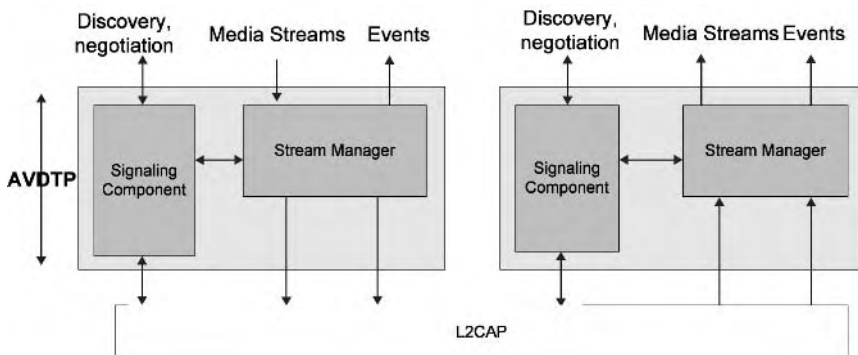 Discovery,
negotiation
Media Streams
Events
Discovery,
negotiation
Media Streams
Events
AVDTP
Signaling
Component
Stream Manager
Signaling
Component
Stream Manager
L2CAP